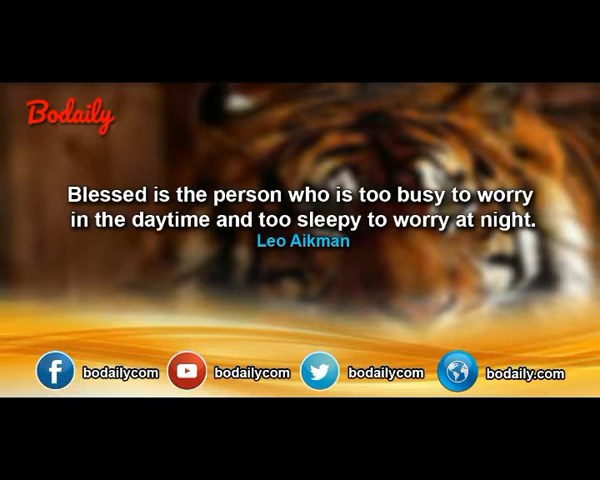 Bodaily
Blessed is the person who is too busy to worry
in the daytime and too sleepy to worry at night.
Leo Aikman
bodailycom bodailycom bodailycom bodaily.com